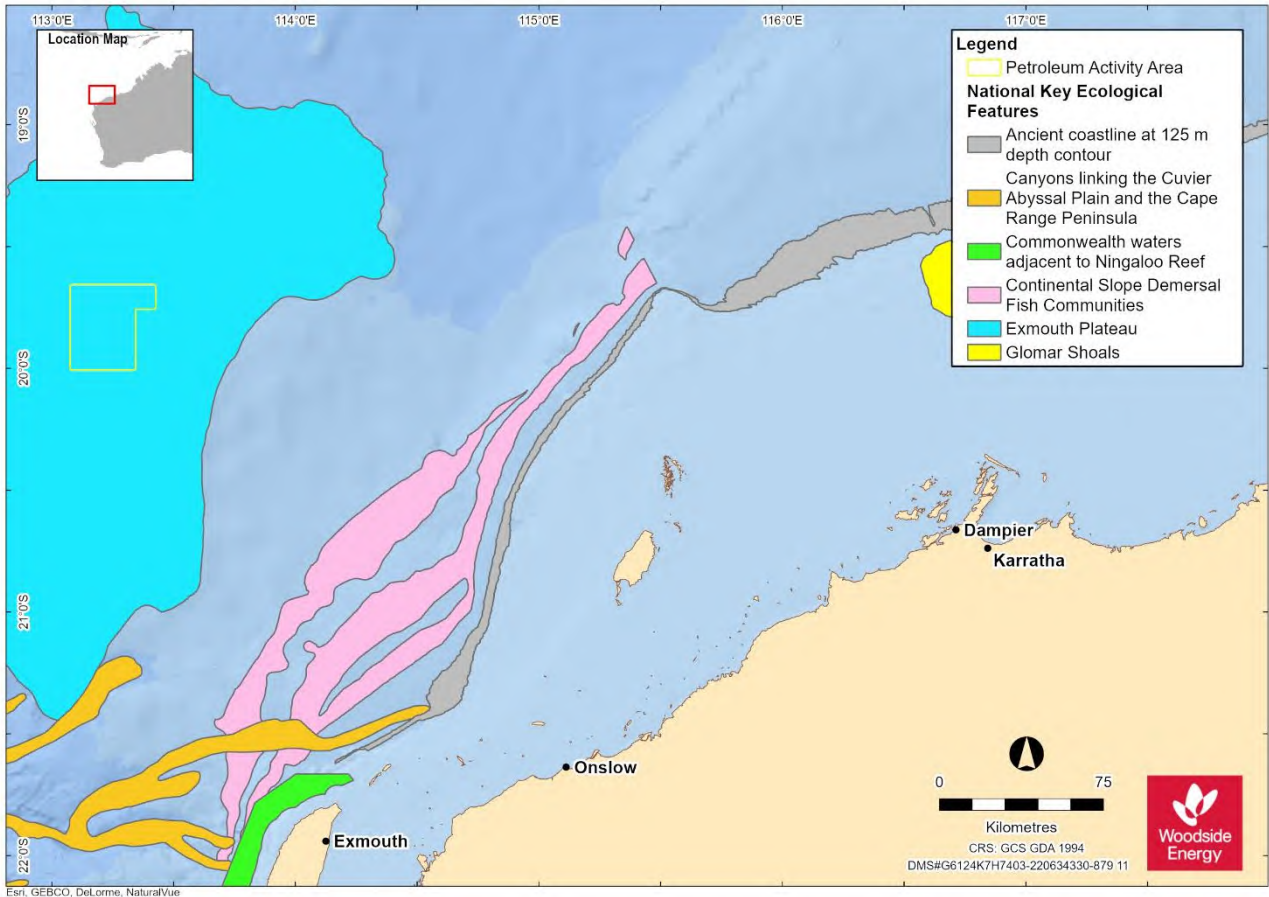 113°0'E
114°0'E
115°0'E
116°0'E
117°0'E
Location Map
19°0'S
20°0'S
21°0'S
22°0'S
Legend
Petroleum Activity Area
National Key Ecological
Features
Ancient coastline at 125 m
depth contour
Canyons linking the Cuvier
Abyssal Plain and the Cape
Range Peninsula
Commonwealth waters
adjacent to Ningaloo Reef
Continental Slope Demersal
Fish Communities
Exmouth Plateau
Glomar Shoals
Dampier
Karratha
Onslow
Exmouth
0 75
Kilometres
CRS: GCS GDA 1994
DMS#G6124K7H7403-220634330-879 11
Woodside
Energy
Esri, GEBCO, DeLorme, NaturalVue